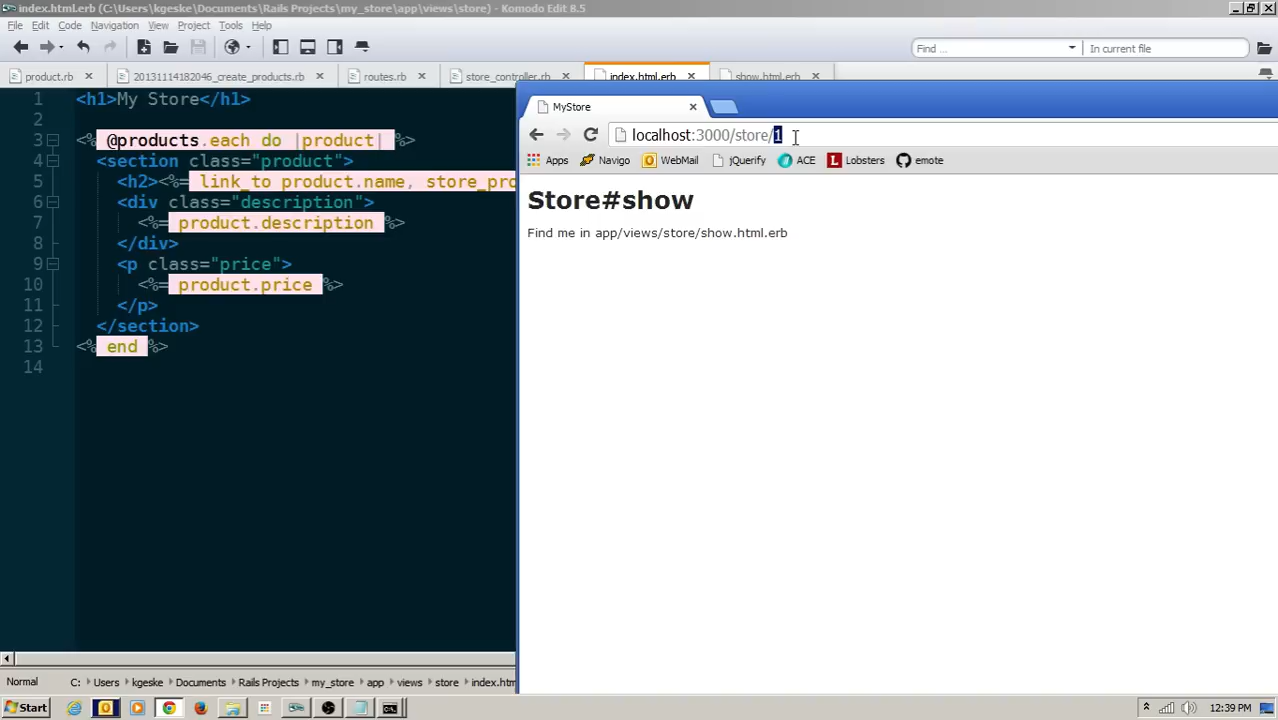 index.html.erb (C:\Users\kgeske\Documents\Rails Projects\my_store\app\views\store) - Komodo Edit 8.5
File Edit Code Navigation View Project Tools Help
Find ... In current file
product.rb 20131114182046_create_products.rb routes.rb store_controller.rb index.html.erb show.html.erb
1 <h1>My Store</h1>
2
3 <% @products.each do |product| %>
4 <section class="product">
5 <h2><%= link_to product.name, store_pro
6 <div class="description">
7 <%= product.description %>
8 </div>
9 <p class="price">
10 <%= product.price %>
11 </p>
12 </section>
13 <% end %>
14
MyStore
localhost:3000/store/1
Apps Navigo WebMail jQuerify ACE Lobsters emote
Store#show
Find me in app/views/store/show.html.erb
Normal C: Users kgeske Documents Rails Projects my_store app views store index.htm
Start 12:39 PM